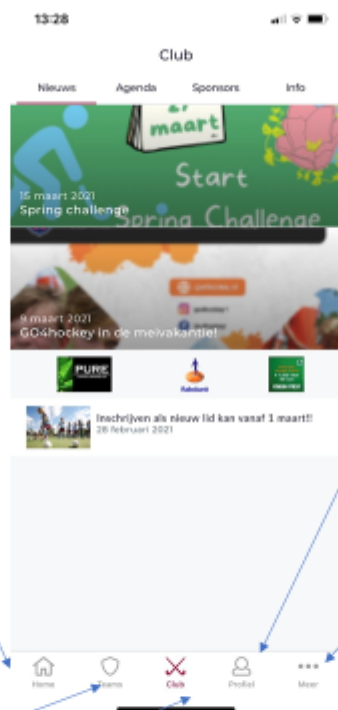 13:28
Club
Nieuws Agenda Sponsors Info
27
maart
Start
Spring Challenge
15 maart 2021
Spring challenge
9 maart 2021
GO4hockey in de meivakantie!
PURE
Rabobank
Inschrijven als nieuw lid kan vanaf 1 maart!!
28 februari 2021
Home Teams Club Profiel Meer